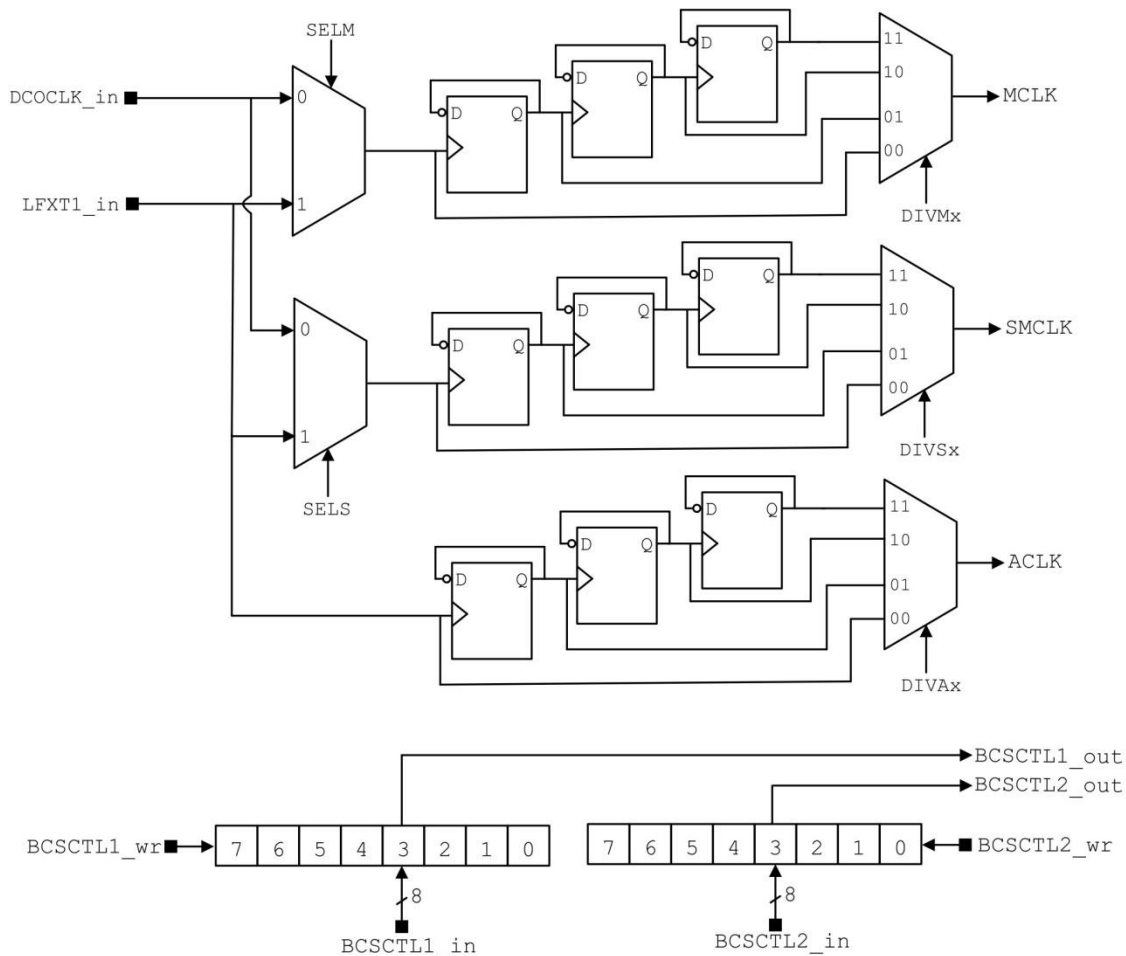 SELM
DCOCLK_in
0
LFXT1_in
1
D Q
D Q
D Q
11
10
01
00
MCLK
DIVMx
0
1
SELS
D Q
D Q
D Q
11
10
01
00
SMCLK
DIVSx
D Q
D Q
D Q
11
10
01
00
ACLK
DIVAx
BCSCTL1_out
BCSCTL2_out
BCSCTL1_wr
7 6 5 4 3 2 1 0
8
BCSCTL1 in
7 6 5 4 3 2 1 0
BCSCTL2_wr
8
BCSCTL2_in